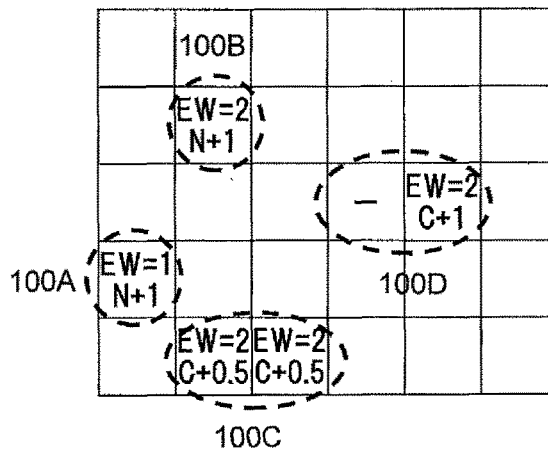 100B
EW=2
N+1
— EW=2
C+1
100A
EW=1
N+1
100D
EW=2 EW=2
C+0.5 C+0.5
100C